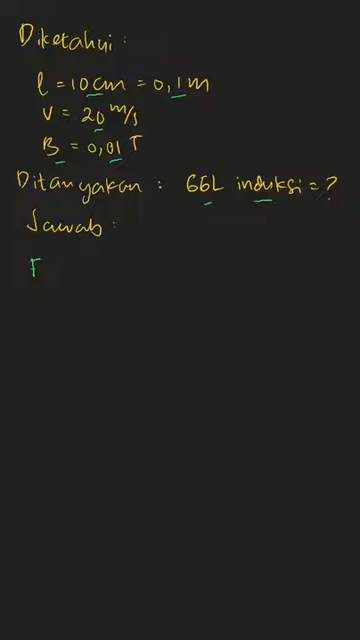 Diketahui :
l = 10 cm = 0,1 m
v = 20 m/s
B = 0,01 T
Ditanyakan : GGL induksi = ?
Jawab :